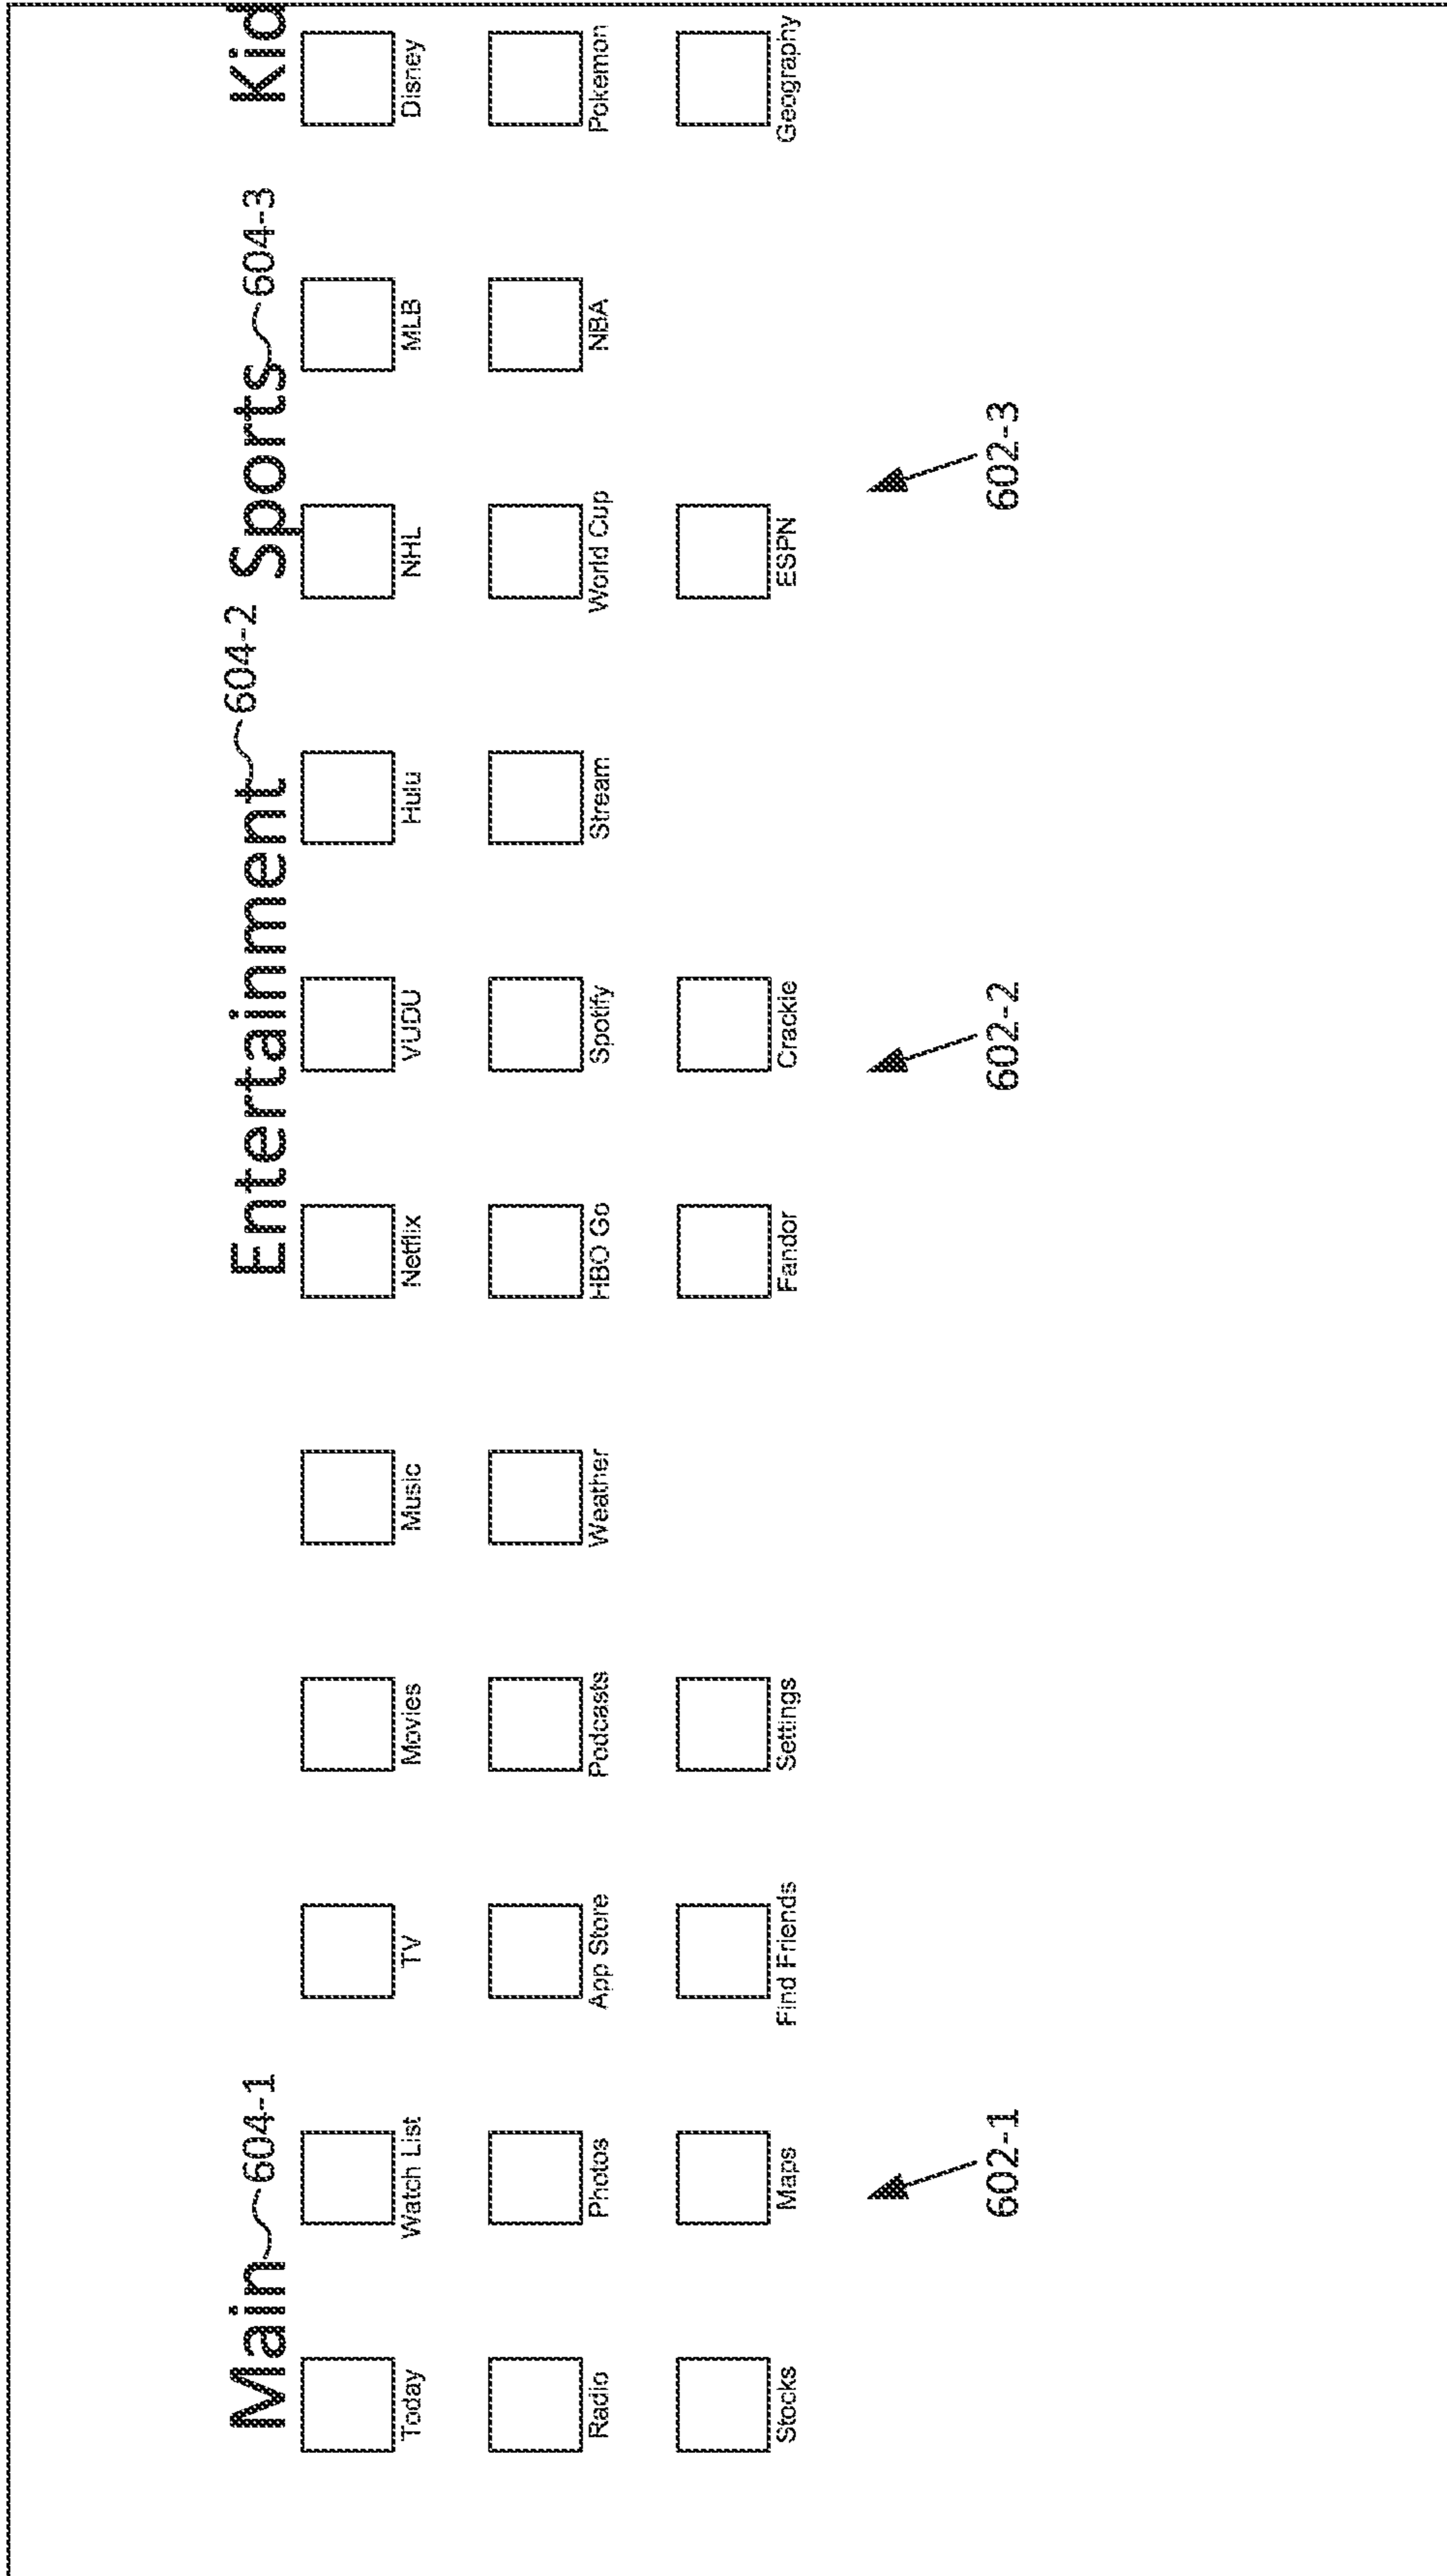 Main 604-1 Entertainment 604-2 Sports 604-3 Kid
Today Watch List TV Movies Music Netflix VUDU Hulu NHL MLB Disney
Radio Photos App Store Podcasts Weather HBO Go Spotify Stream World Cup NBA Pokemon
Stocks Maps Find Friends Settings Fandor Crackle ESPN Geography
602-1 602-2 602-3